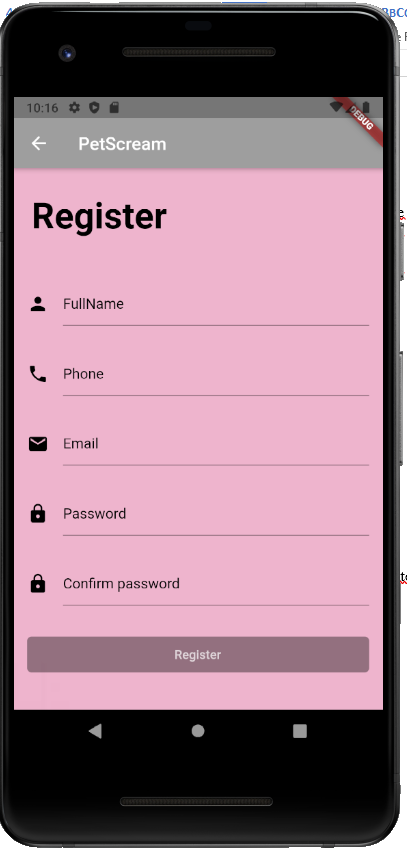 10:16
DEBUG
PetScream
Register
FullName
Phone
Email
Password
Confirm password
Register